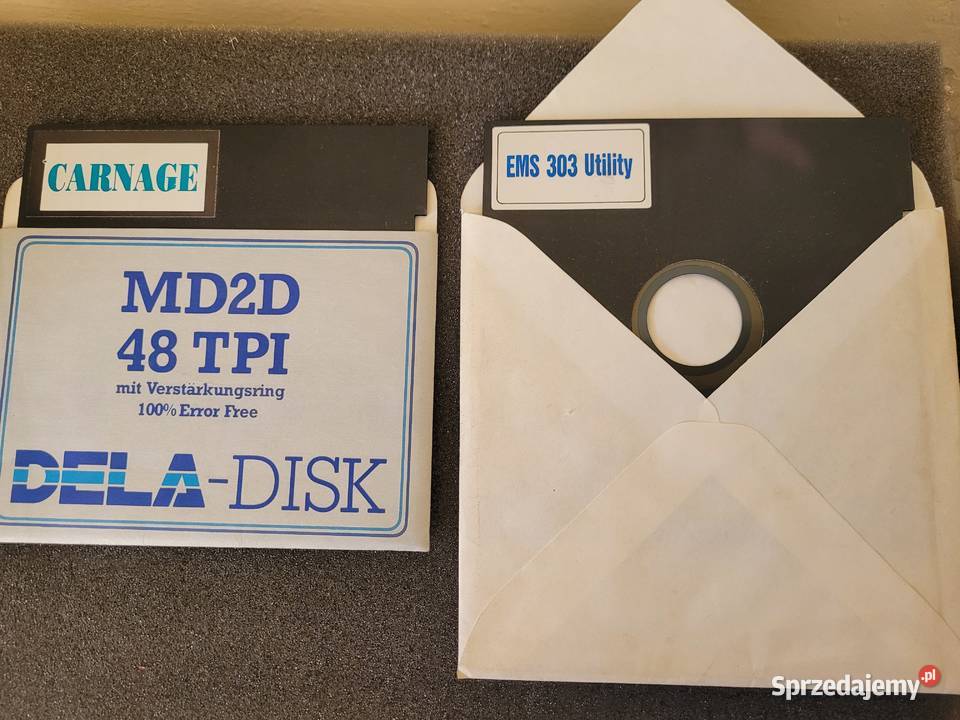 CARNAGE
MD2D
48 TPI
mit Verstärkungsring
100% Error Free
DELA-DISK
EMS 303 Utility
Sprzedajemy.pl